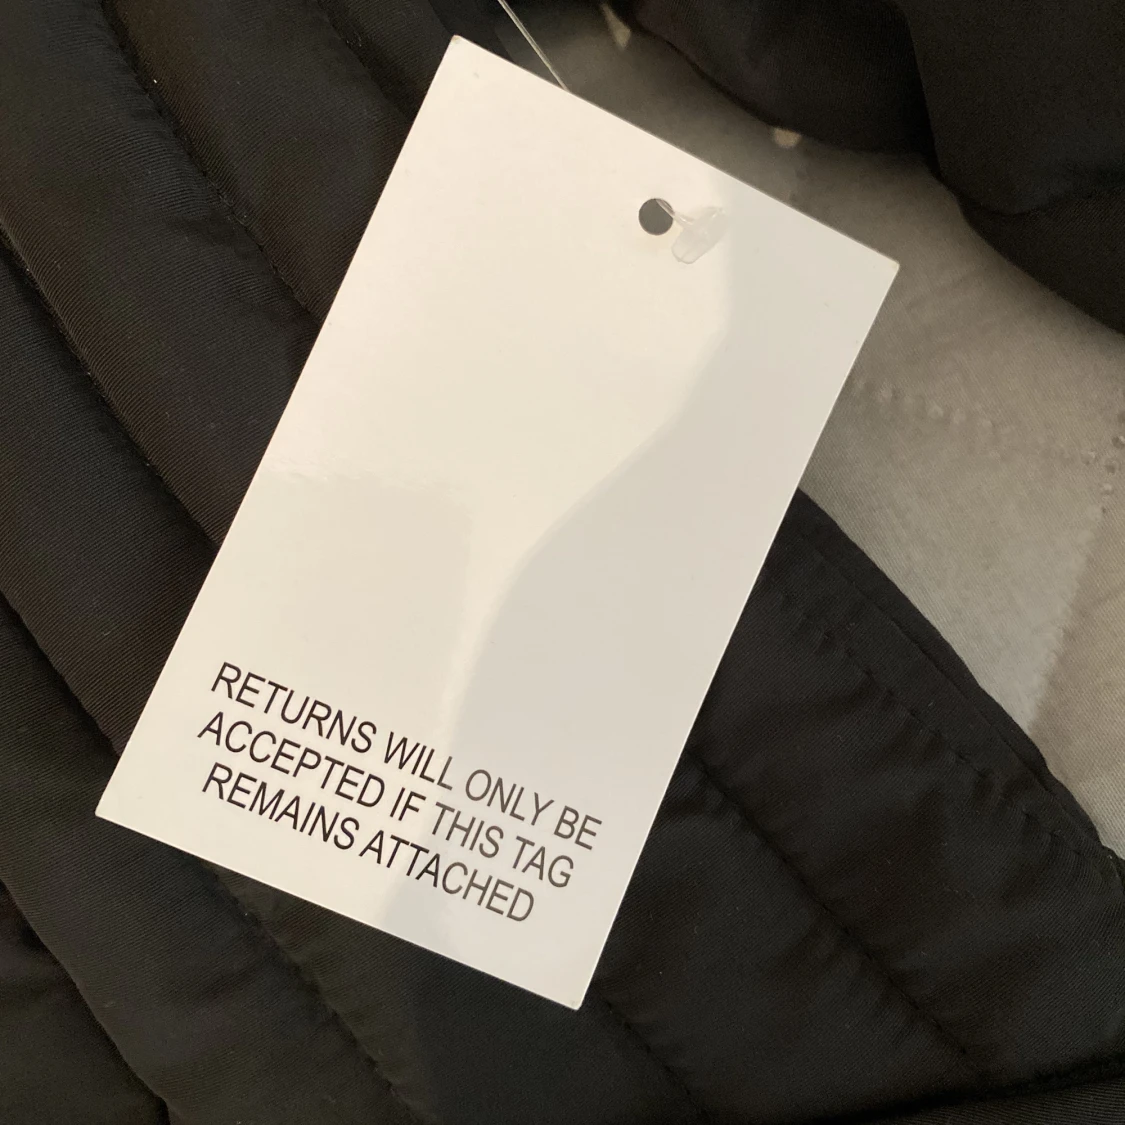 RETURNS WILL ONLY BE
ACCEPTED IF THIS TAG
REMAINS ATTACHED